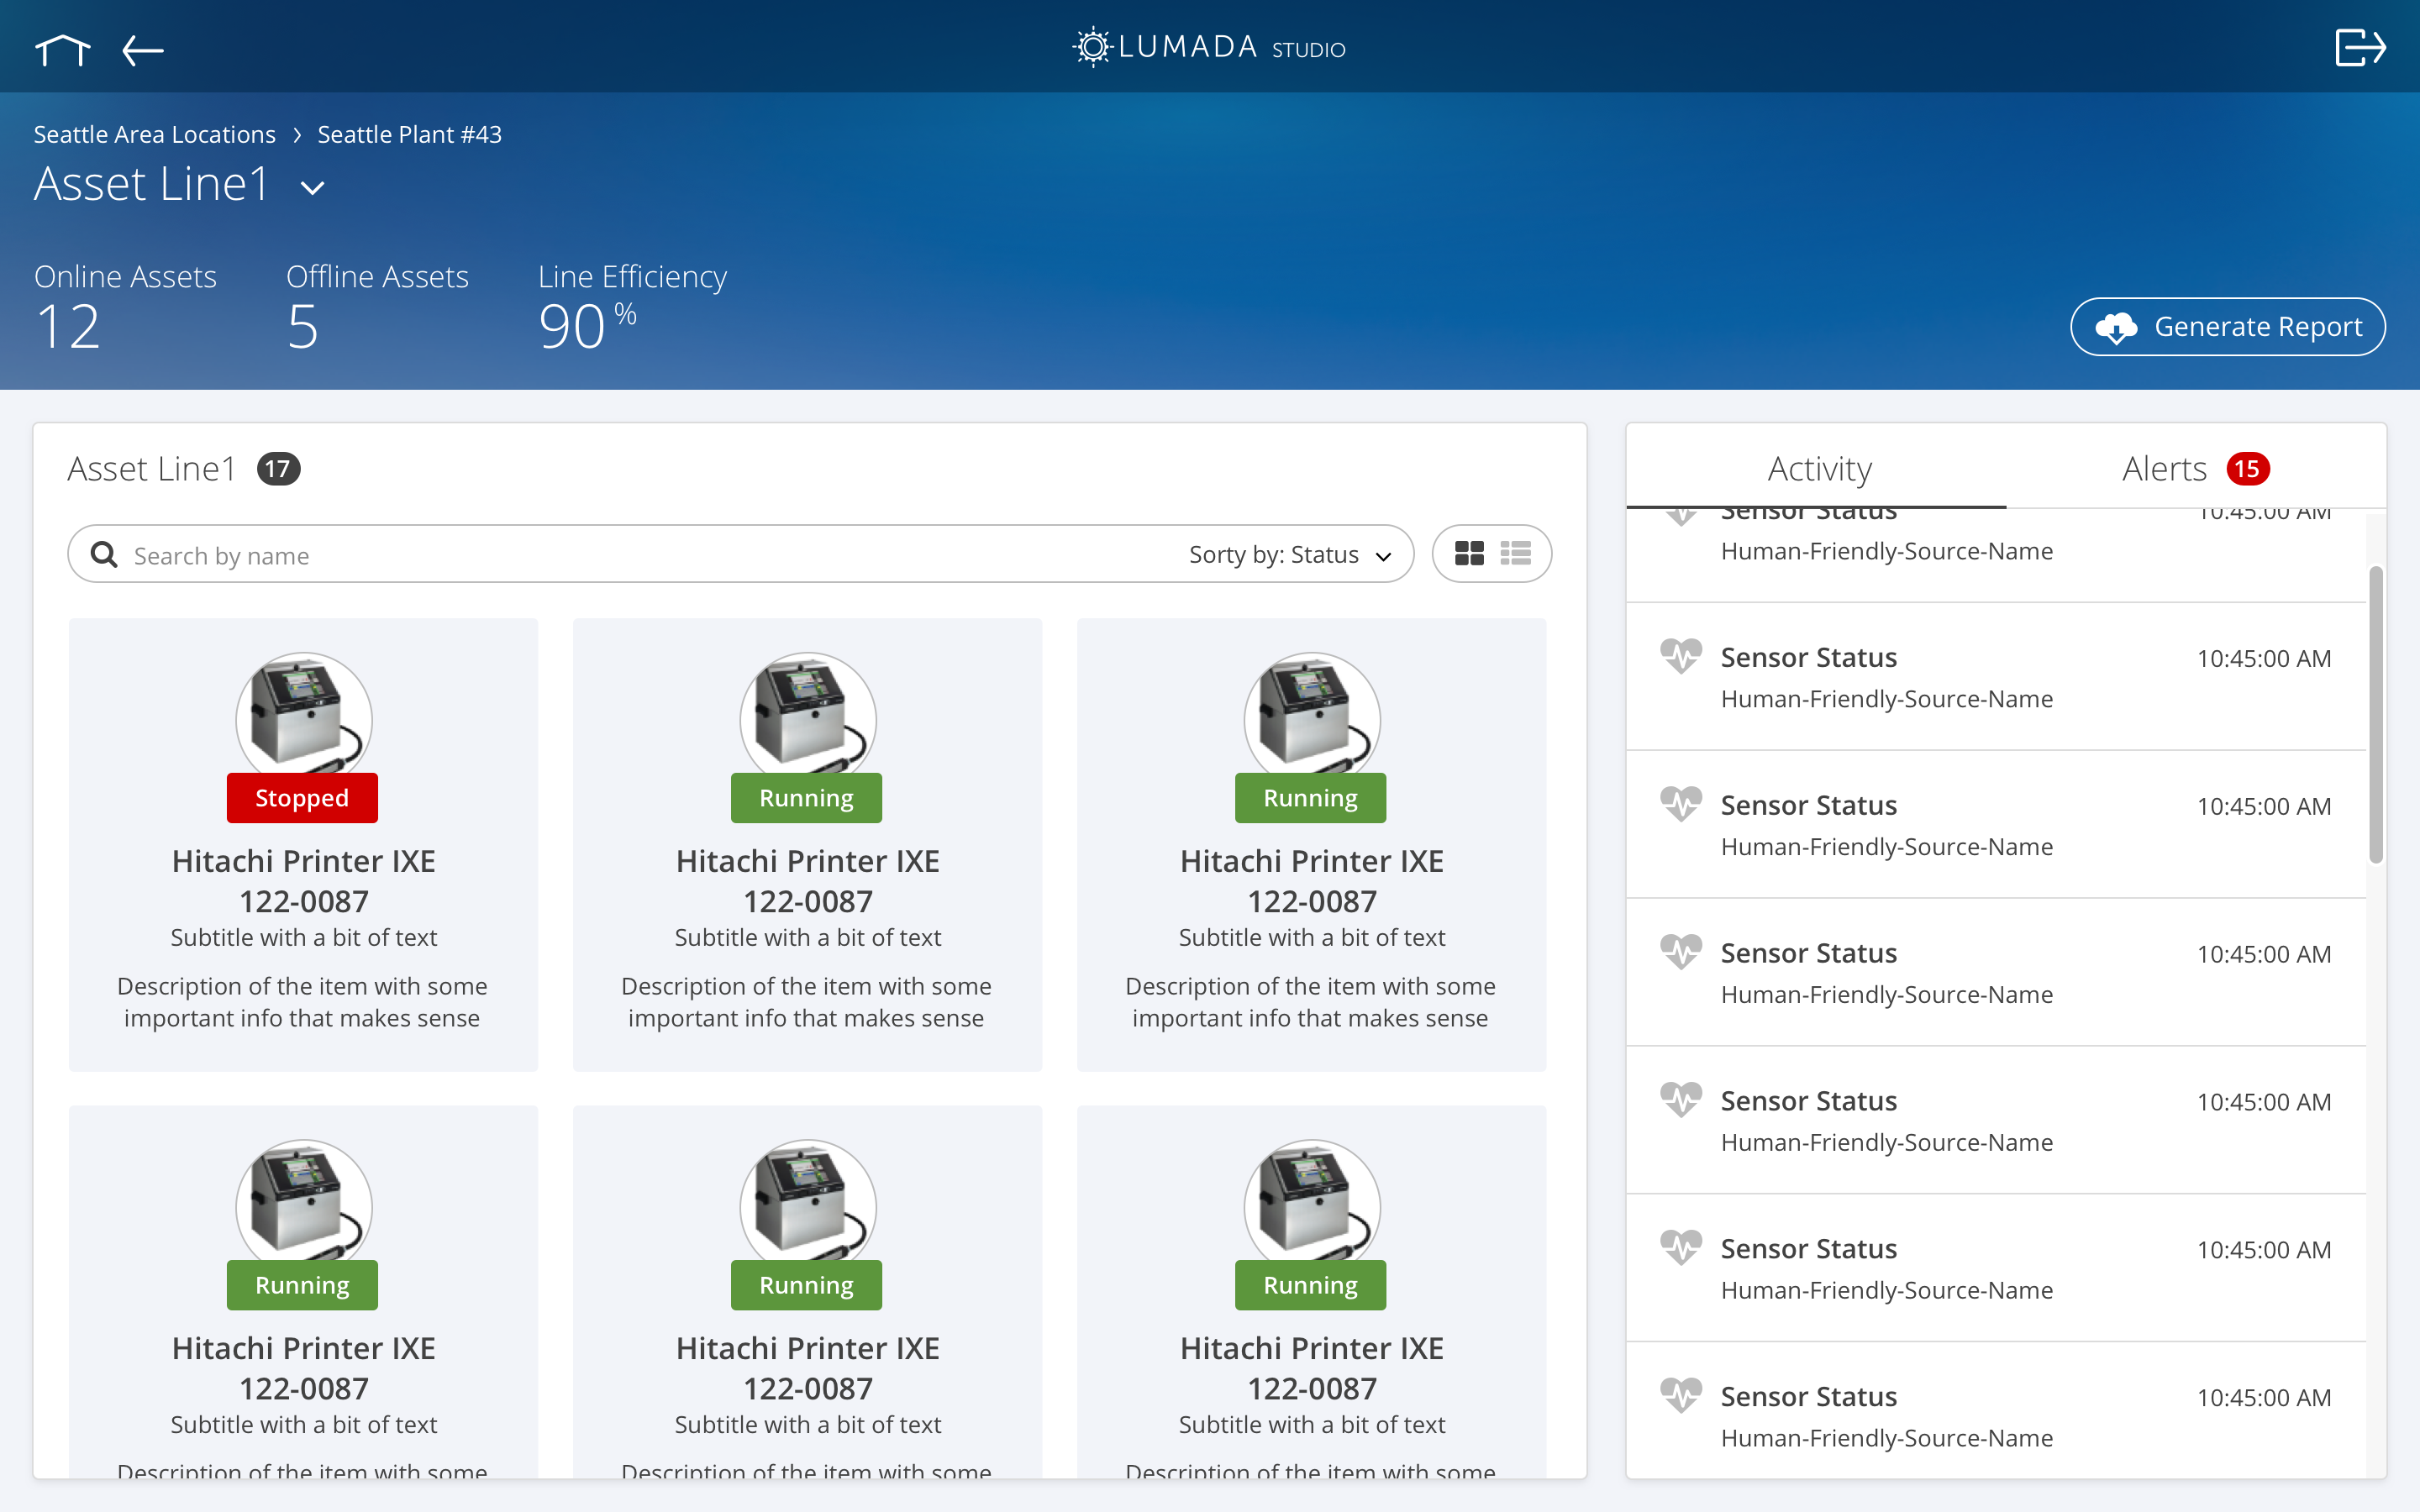 LUMADA STUDIO
Seattle Area Locations › Seattle Plant #43
Asset Line1
Online Assets
12
Offline Assets
5
Line Efficiency
90 %
Generate Report
Asset Line1 17
Search by name
Sorty by: Status
Stopped
Hitachi Printer IXE
122-0087
Subtitle with a bit of text
Description of the item with some
important info that makes sense
Running
Hitachi Printer IXE
122-0087
Subtitle with a bit of text
Description of the item with some
important info that makes sense
Running
Hitachi Printer IXE
122-0087
Subtitle with a bit of text
Description of the item with some
important info that makes sense
Running
Hitachi Printer IXE
122-0087
Subtitle with a bit of text
Description of the item with some
Running
Hitachi Printer IXE
122-0087
Subtitle with a bit of text
Description of the item with some
Running
Hitachi Printer IXE
122-0087
Subtitle with a bit of text
Description of the item with some
Activity
Alerts 15
Sensor Status 10:45:00 AM
Human-Friendly-Source-Name
Sensor Status 10:45:00 AM
Human-Friendly-Source-Name
Sensor Status 10:45:00 AM
Human-Friendly-Source-Name
Sensor Status 10:45:00 AM
Human-Friendly-Source-Name
Sensor Status 10:45:00 AM
Human-Friendly-Source-Name
Sensor Status 10:45:00 AM
Human-Friendly-Source-Name
Sensor Status 10:45:00 AM
Human-Friendly-Source-Name